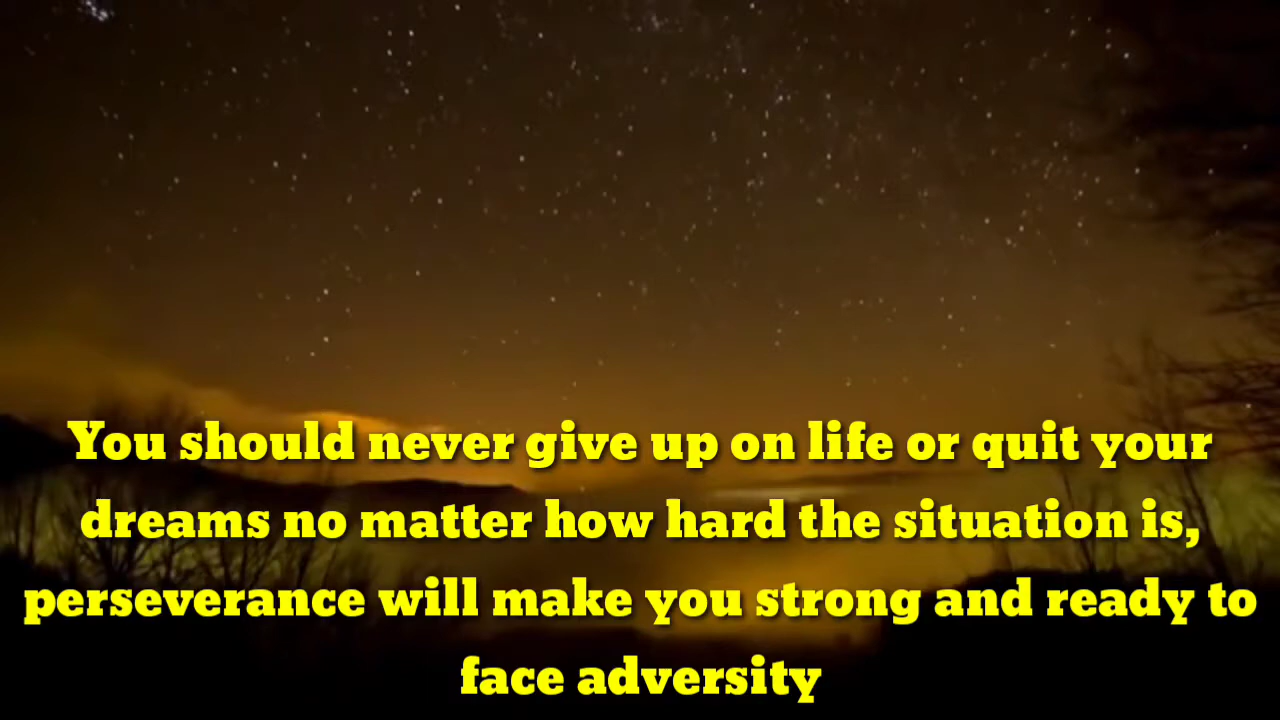 You should never give up on life or quit your
dreams no matter how hard the situation is,
perseverance will make you strong and ready to
face adversity